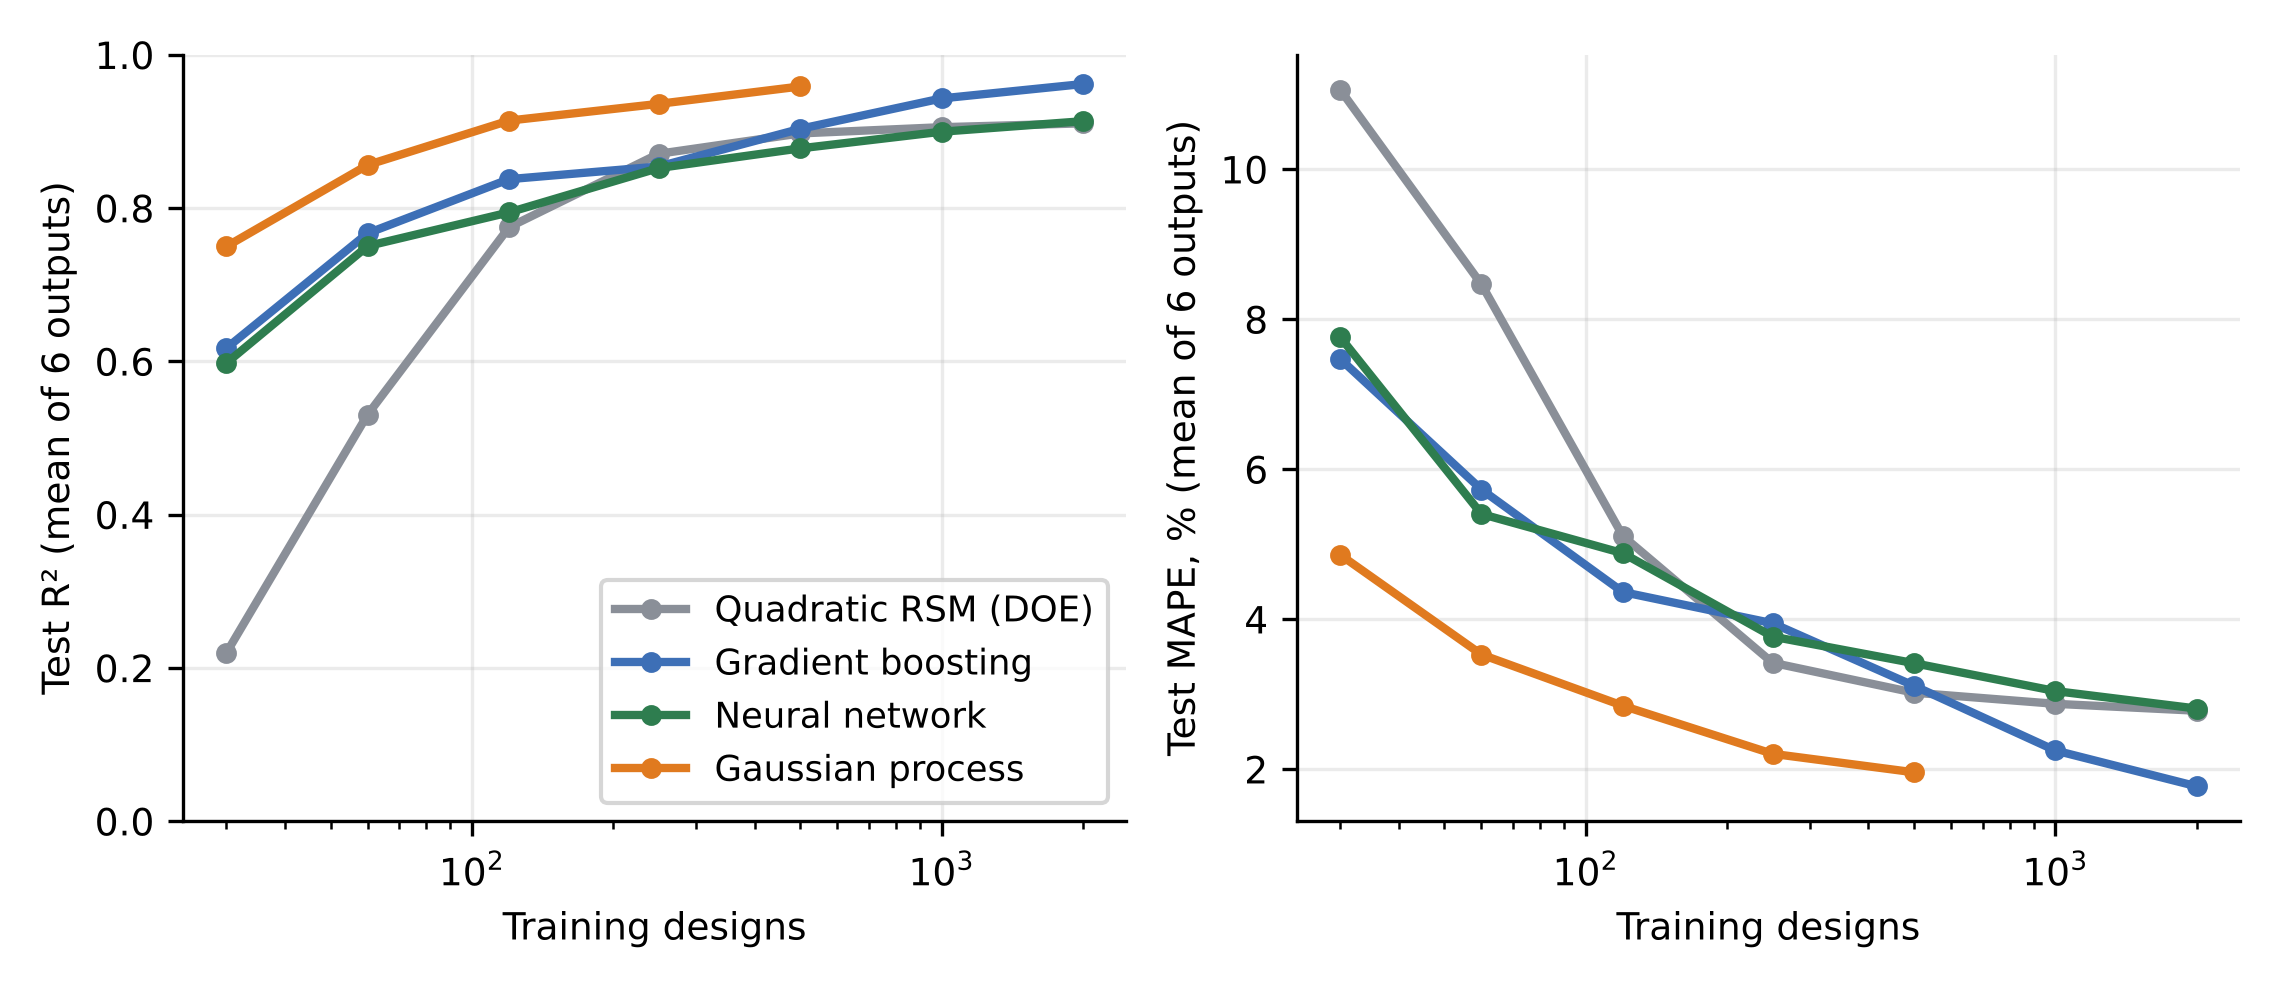 1.0
0.8
0.6
0.4
0.2
0.0
Test R² (mean of 6 outputs)
10²
10³
Training designs
Quadratic RSM (DOE)
Gradient boosting
Neural network
Gaussian process
10
8
6
4
2
Test MAPE, % (mean of 6 outputs)
10²
10³
Training designs